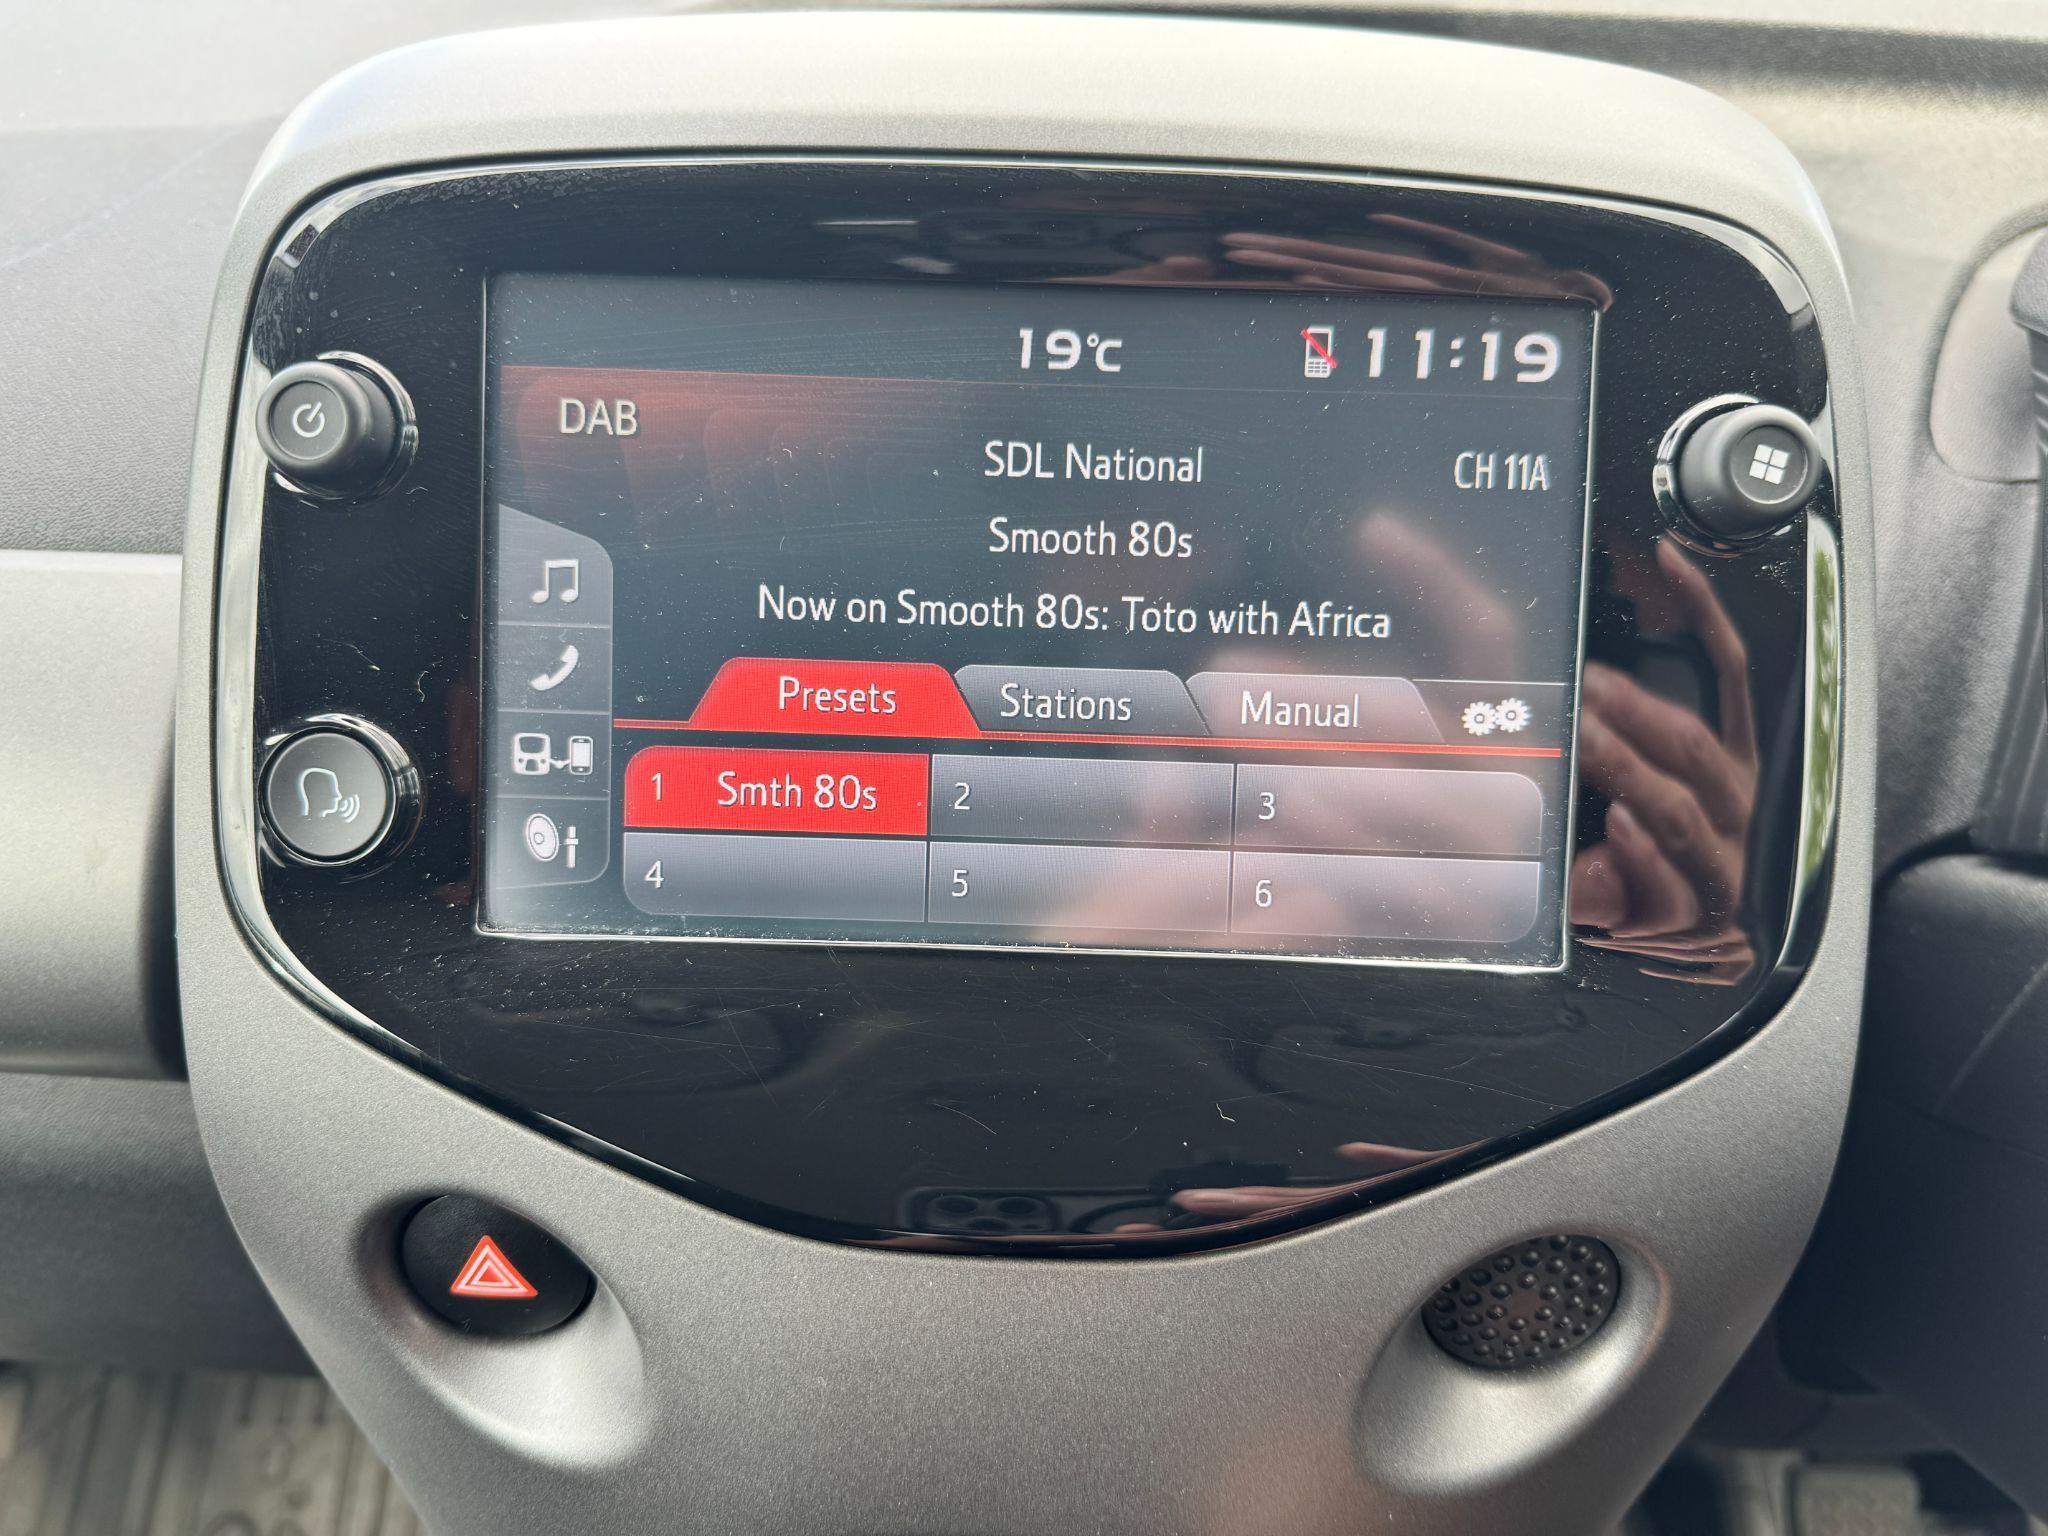 19°C 11:19
DAB
SDL National CH 11A
Smooth 80s
Now on Smooth 80s: Toto with Africa
Presets Stations Manual
1 Smth 80s 2 3
4 5 6